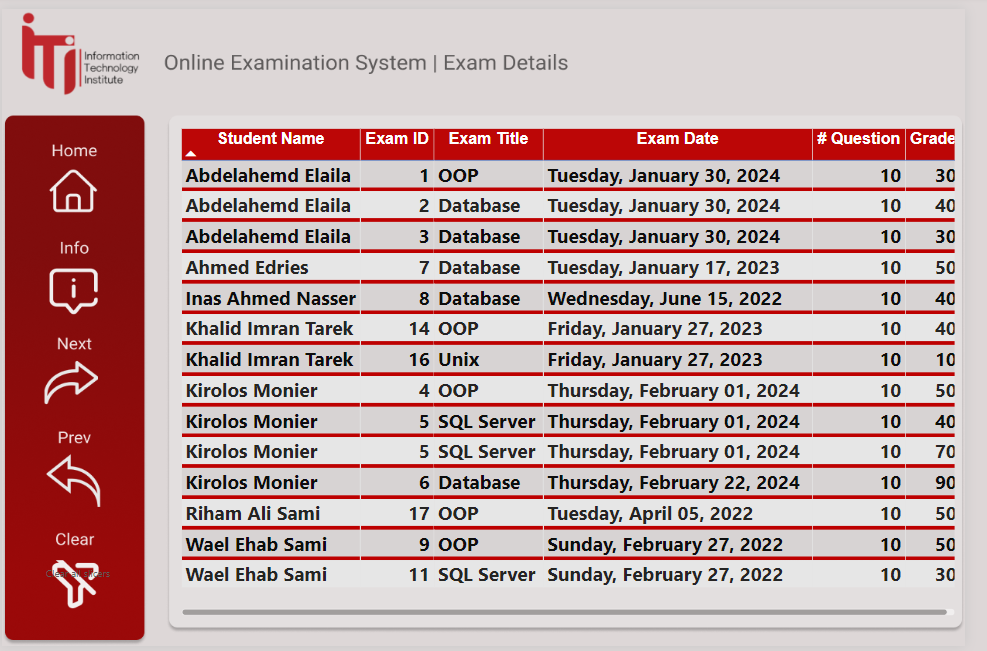 iTi
Information
Technology
Institute
Online Examination System | Exam Details
Home
Info
Next
Prev
Clear
Clear all slicers
Student Name Exam ID Exam Title Exam Date # Question Grade
Abdelahemd Elaila 1 OOP Tuesday, January 30, 2024 10 30
Abdelahemd Elaila 2 Database Tuesday, January 30, 2024 10 40
Abdelahemd Elaila 3 Database Tuesday, January 30, 2024 10 30
Ahmed Edries 7 Database Tuesday, January 17, 2023 10 50
Inas Ahmed Nasser 8 Database Wednesday, June 15, 2022 10 40
Khalid Imran Tarek 14 OOP Friday, January 27, 2023 10 40
Khalid Imran Tarek 16 Unix Friday, January 27, 2023 10 10
Kirolos Monier 4 OOP Thursday, February 01, 2024 10 50
Kirolos Monier 5 SQL Server Thursday, February 01, 2024 10 40
Kirolos Monier 5 SQL Server Thursday, February 01, 2024 10 70
Kirolos Monier 6 Database Thursday, February 22, 2024 10 90
Riham Ali Sami 17 OOP Tuesday, April 05, 2022 10 50
Wael Ehab Sami 9 OOP Sunday, February 27, 2022 10 50
Wael Ehab Sami 11 SQL Server Sunday, February 27, 2022 10 30